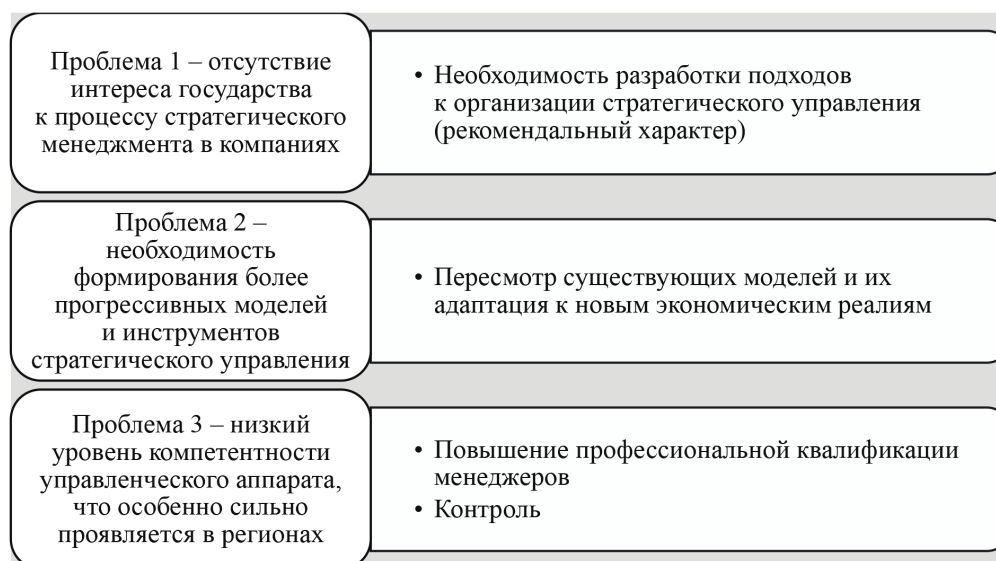 Проблема 1 – отсутствие
интереса государства
к процессу стратегического
менеджмента в компаниях
• Необходимость разработки подходов
к организации стратегического управления
(рекомендальный характер)
Проблема 2 –
необходимость
формирования более
прогрессивных моделей
и инструментов
стратегического управления
• Пересмотр существующих моделей и их
адаптация к новым экономическим реалиям
Проблема 3 – низкий
уровень компетентности
управленческого аппарата,
что особенно сильно
проявляется в регионах
• Повышение профессиональной квалификации
менеджеров
• Контроль